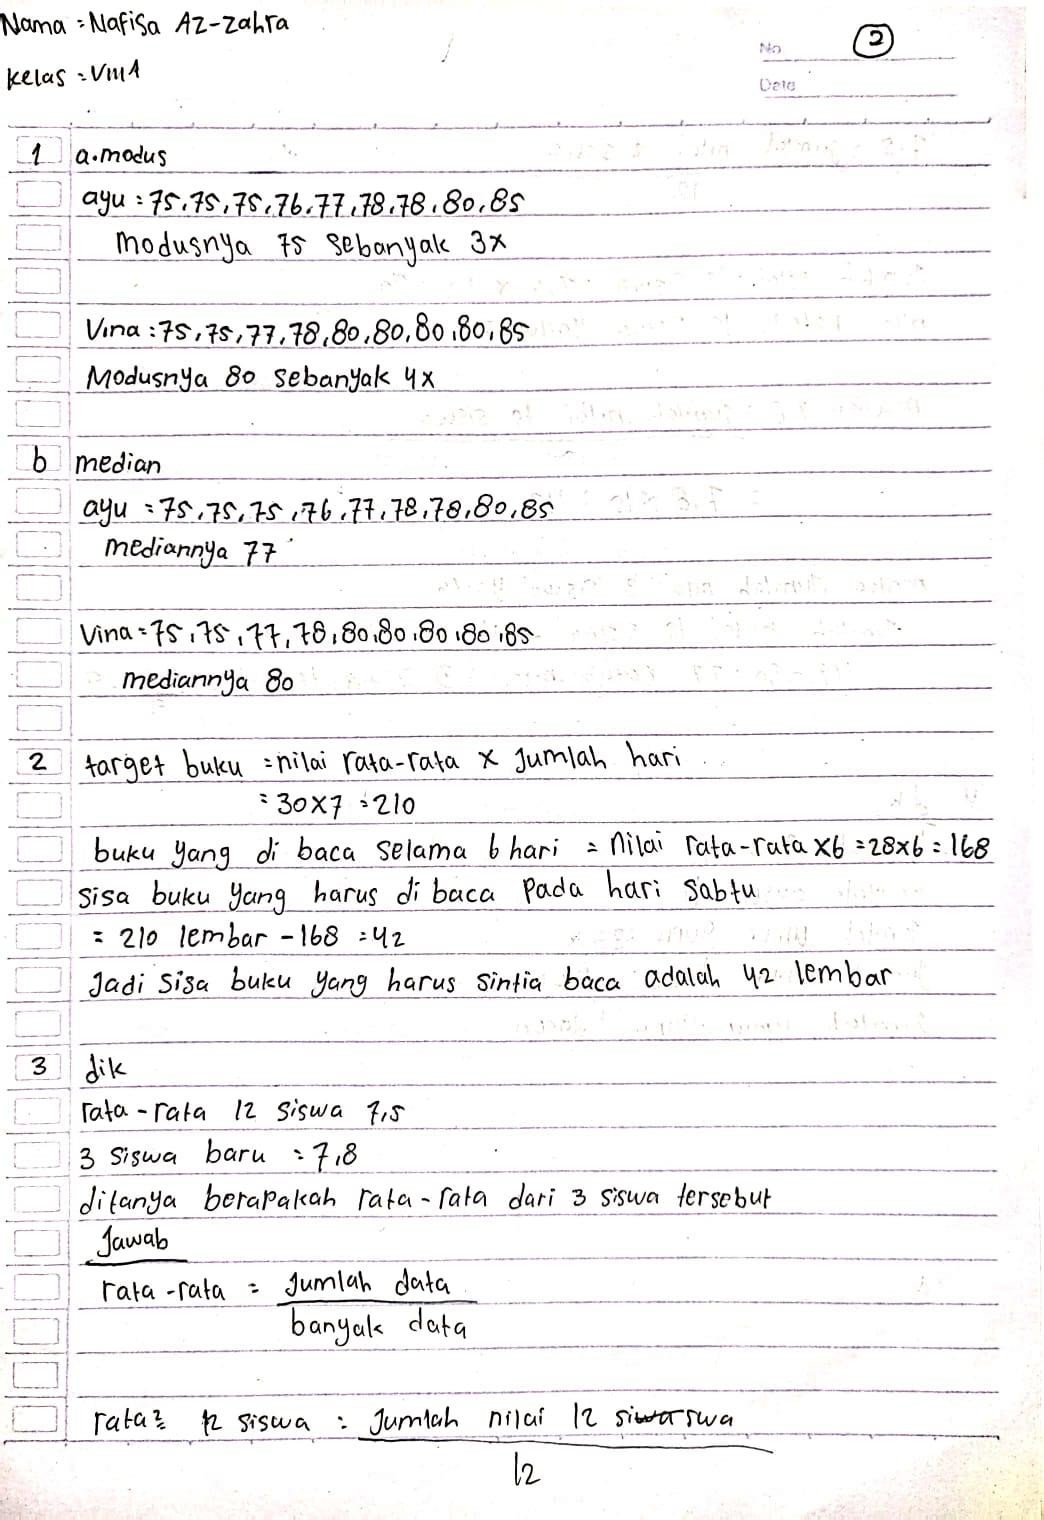 Nama = Nafisa Az-zahra
Kelas = VIII A
No
2
Date
1 a. modus
ayu : 75, 75, 75, 76, 77, 78, 78, 80, 85
modusnya 75 sebanyak 3x
Vina : 75, 75, 77, 78, 80, 80, 80, 80, 85
Modusnya 80 sebanyak 4x
b median
ayu = 75, 75, 75, 76, 77, 78, 78, 80, 85
mediannya 77
Vina = 75, 75, 77, 78, 80, 80, 80, 80, 85
mediannya 80
2 target buku = nilai rata-rata x jumlah hari
= 30x7 = 210
buku yang di baca selama 6 hari = nilai rata-rata x6 = 28x6 = 168
Sisa buku yang harus di baca pada hari sabtu
= 210 lembar - 168 = 42
Jadi sisa buku yang harus sintia baca adalah 42 lembar
3 dik
rata-rata 12 siswa 7,5
3 siswa baru = 7,8
ditanya berapakah rata-rata dari 3 siswa tersebut
Jawab
rata-rata = Jumlah data
banyak data
rata2 12 siswa = Jumlah nilai 12
12